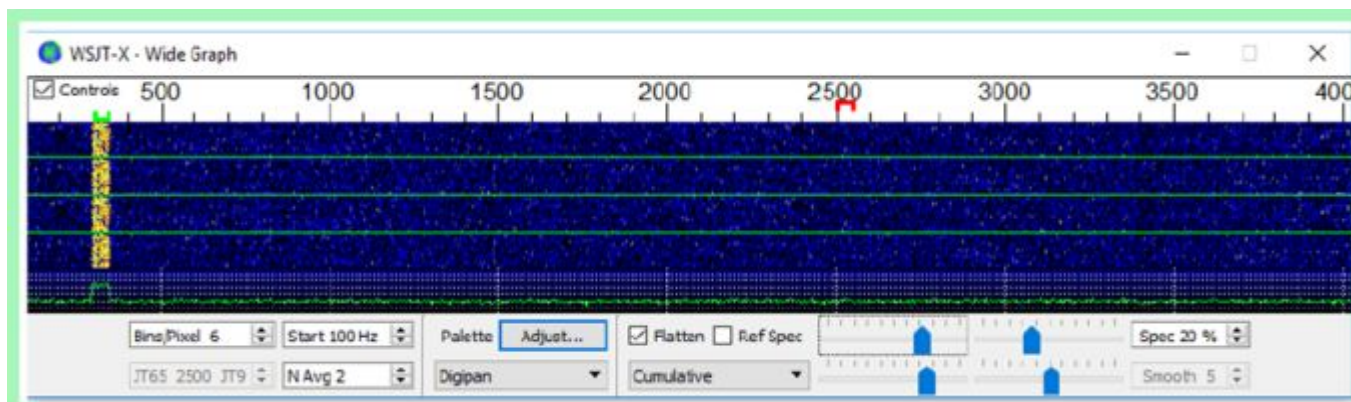 WSJT-X - Wide Graph
Controls 500 1000 1500 2000 2500 3000 3500 400
Bins/Pixel 6 Start 100 Hz Palette Adjust... Flatten Ref Spec Spec 20 %
JT65 2500 JT9 N Avg 2 Digipan Cumulative Smooth 5